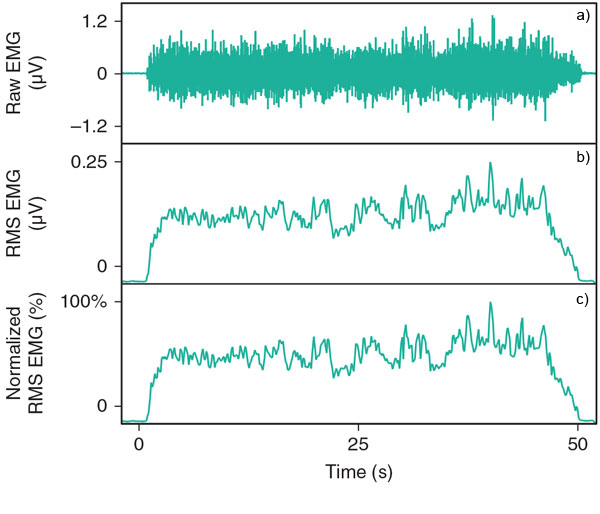 a)
1.2
0
−1.2
Raw EMG
(μV)
b)
0.25
0
RMS EMG
(μV)
c)
100%
0
Normalized
RMS EMG (%)
0
25
50
Time (s)